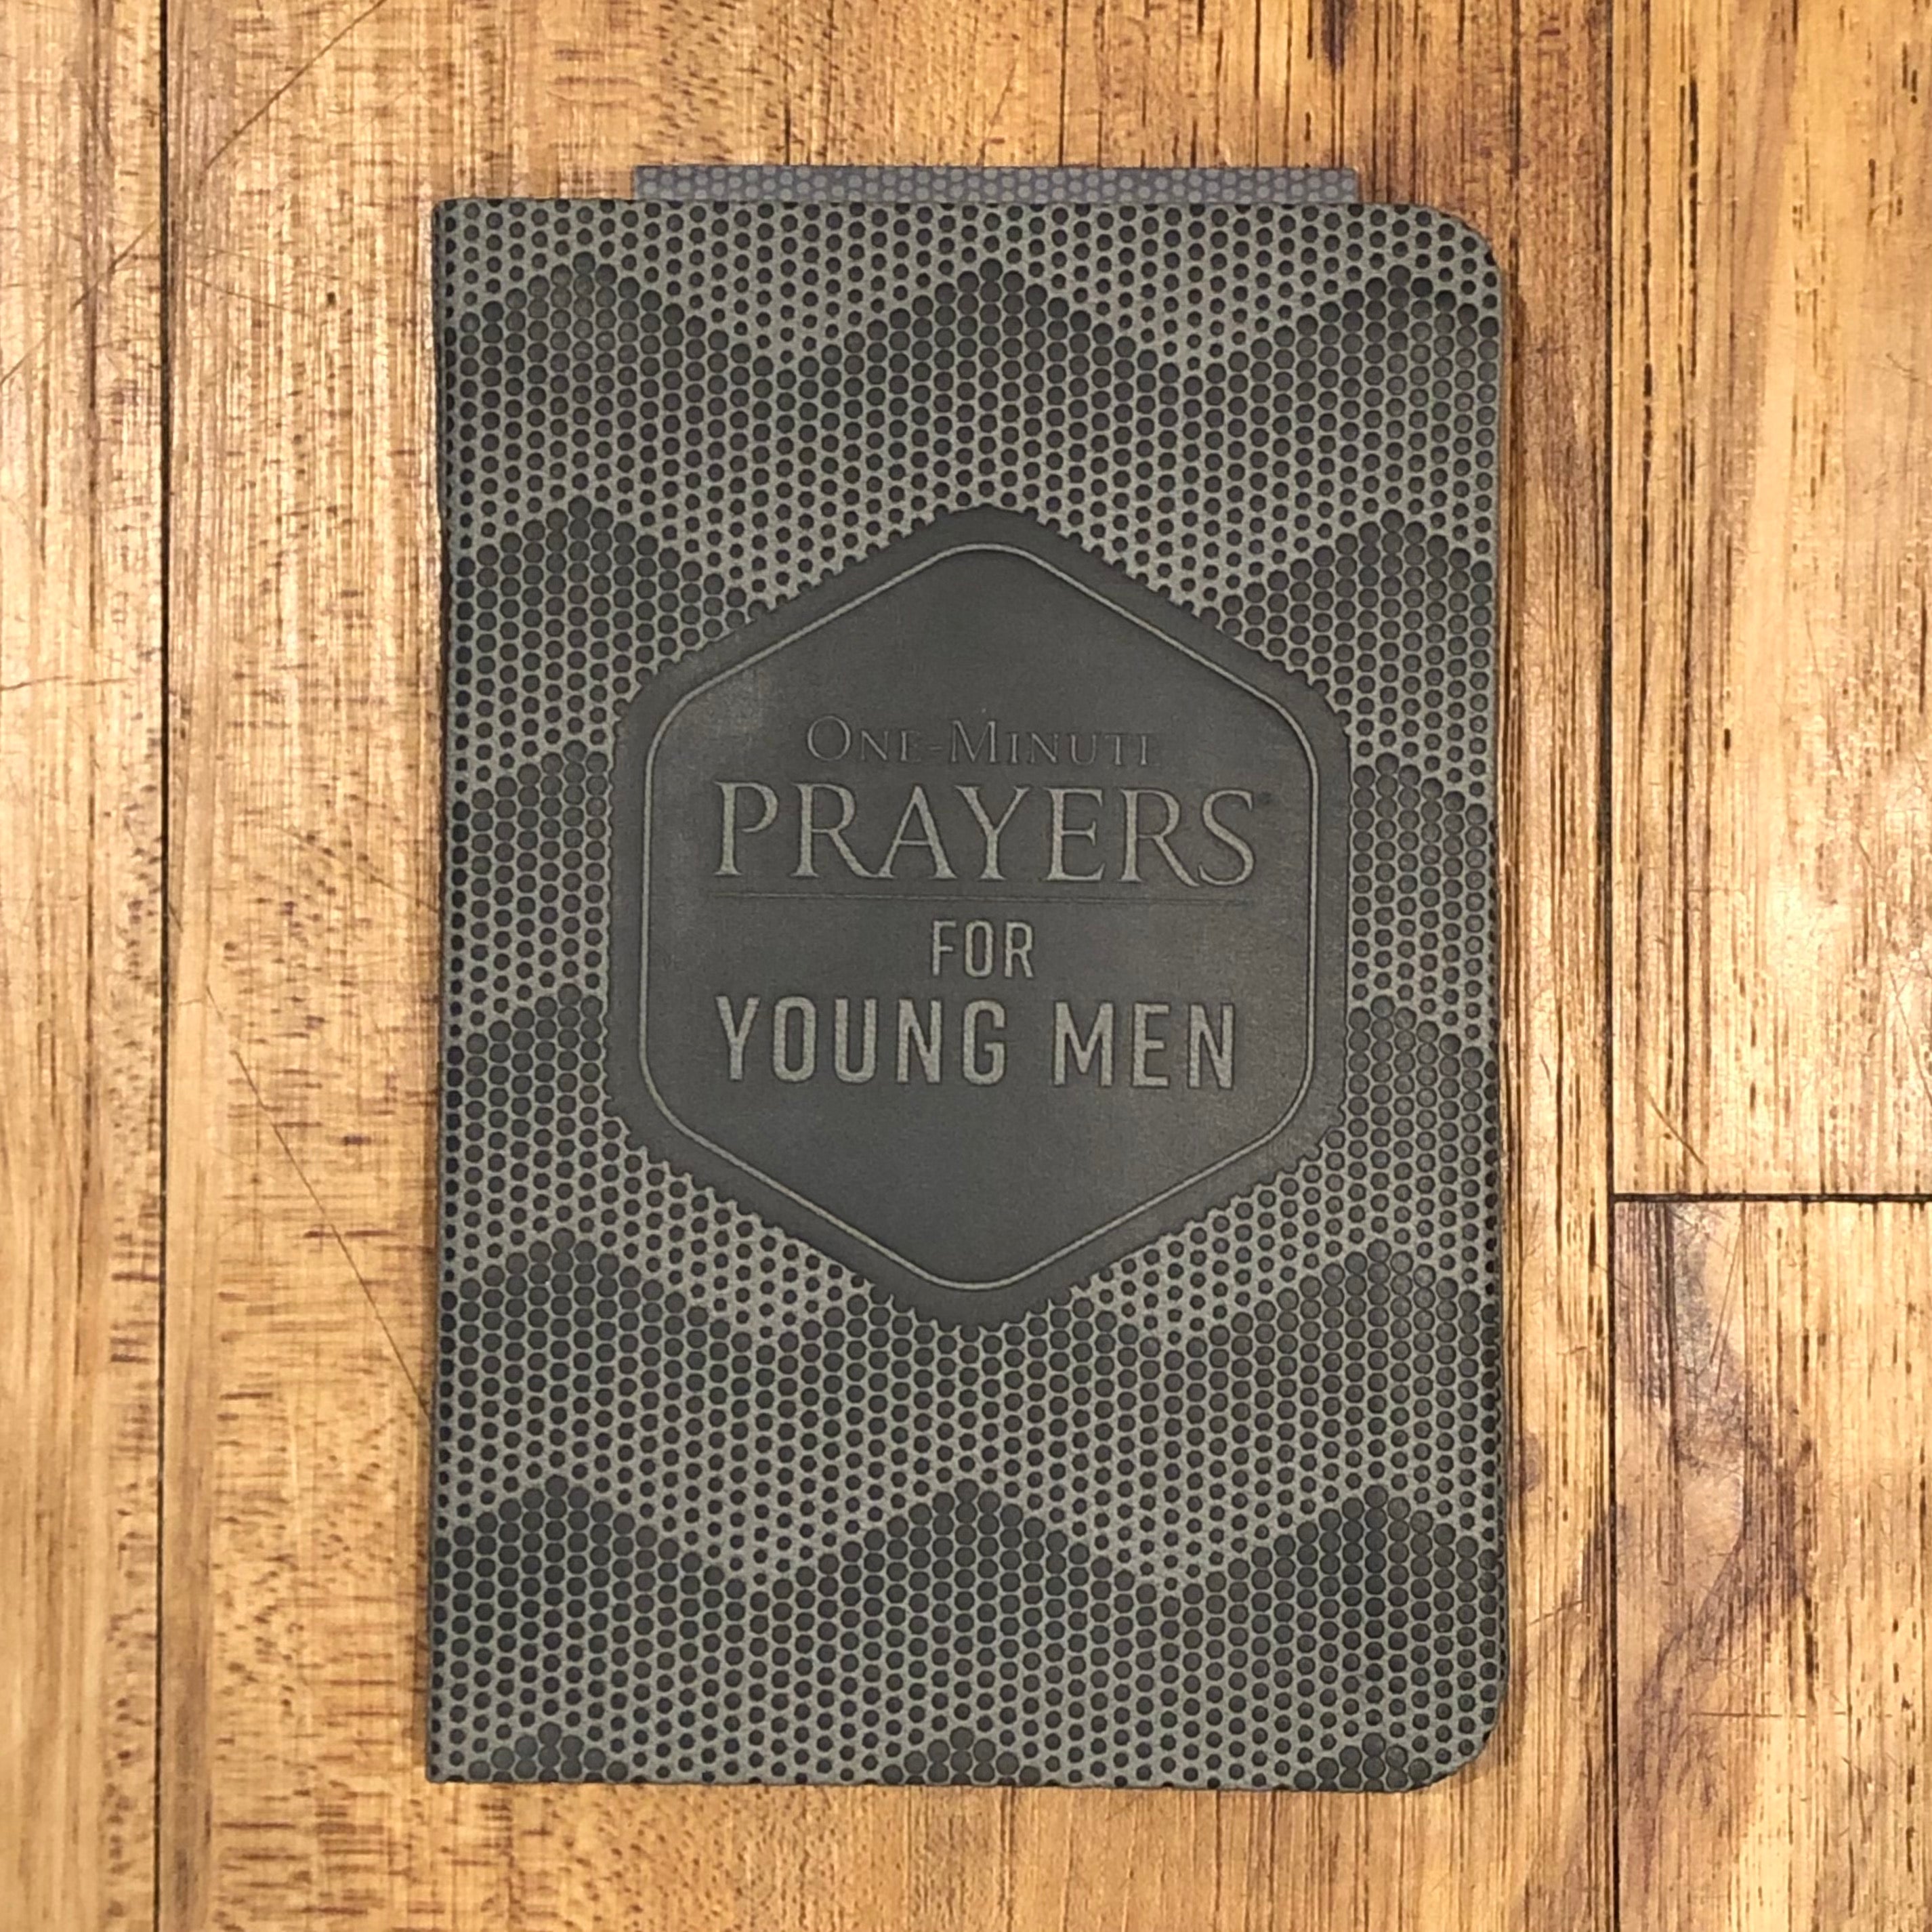 One-Minute
Prayers
FOR
YOUNG MEN